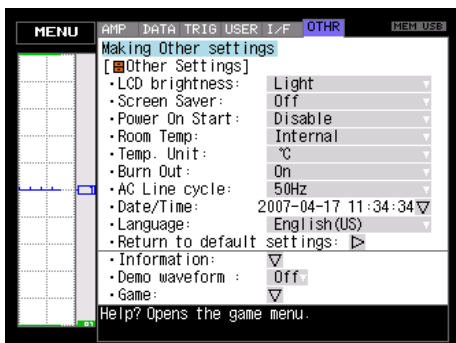 MENU AMP DATA TRIG USER I/F OTHR MEM USB
Making Other settings
[Other Settings]
・LCD brightness: Light
・Screen Saver: Off
・Power On Start: Disable
・Room Temp: Internal
・Temp. Unit: ℃
・Burn Out: On
・AC Line cycle: 50Hz
・Date/Time: 2007-04-17 11:34:34
・Language: English(US)
・Return to default settings:
・Information:
・Demo waveform : Off
・Game:
Help? Opens the game menu.